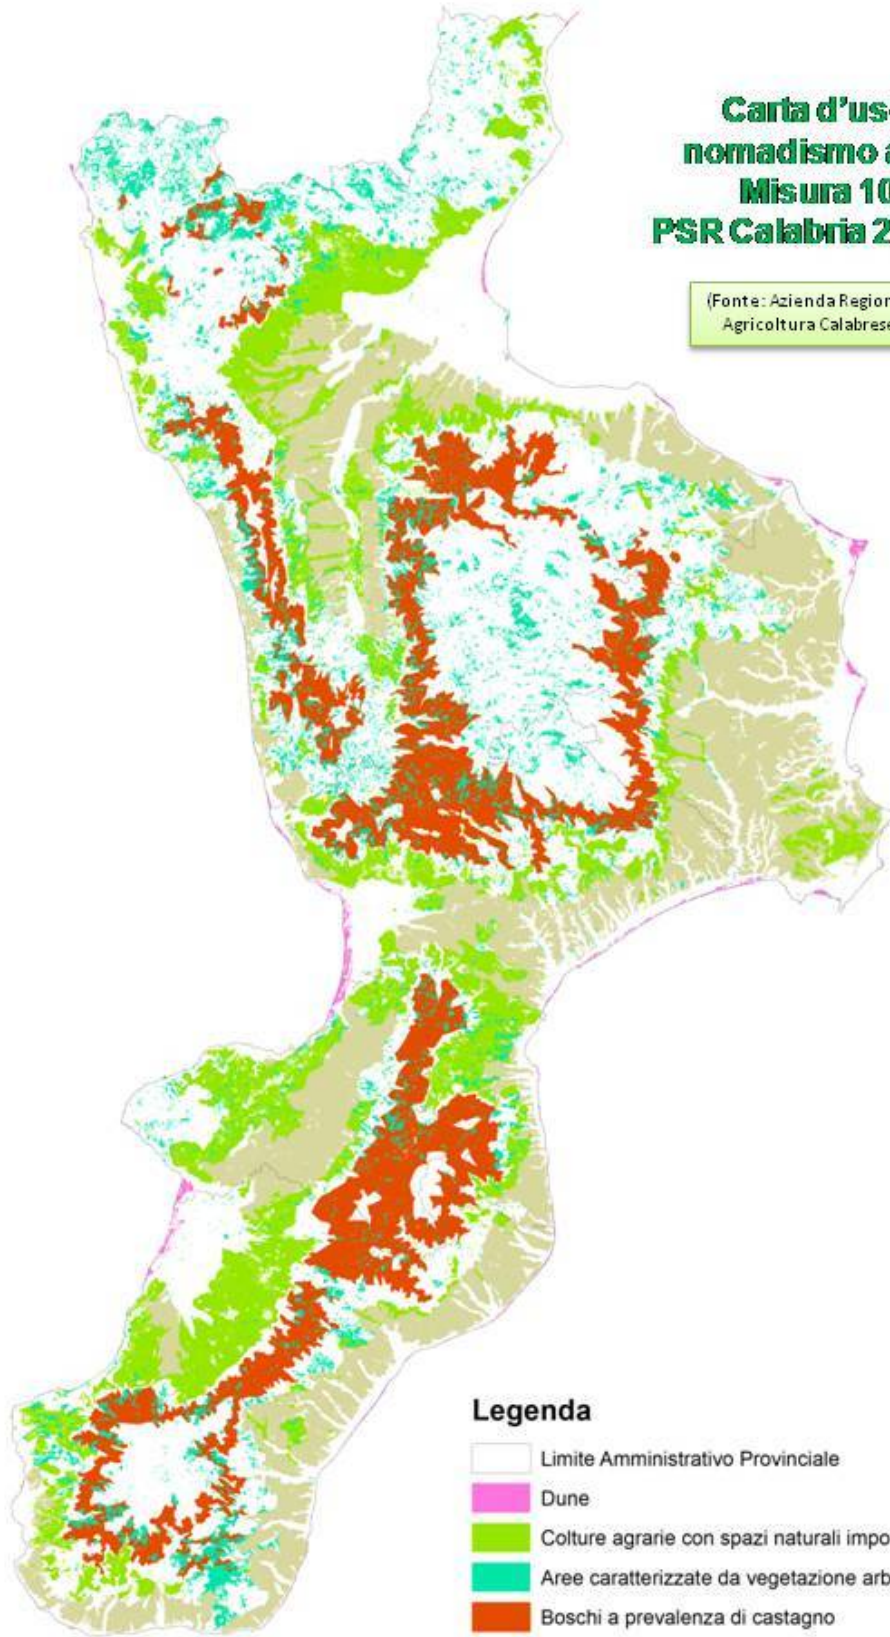 Carta d'us
nomadismo a
Misura 10
PSR Calabria 2
(Fonte: Azienda Region
Agricoltura Calabrese
Legenda
Limite Amministrativo Provinciale
Dune
Colture agrarie con spazi naturali impo
Aree caratterizzate da vegetazione arb
Boschi a prevalenza di castagno